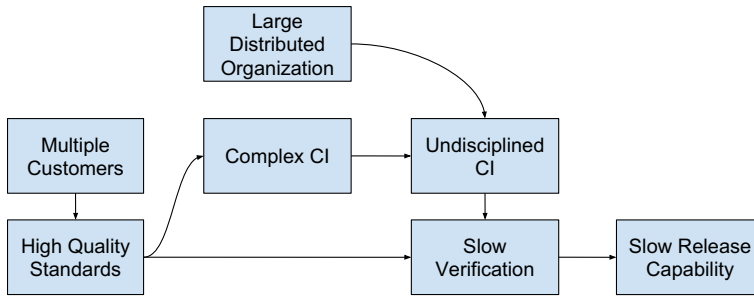 Large
Distributed
Organization
Multiple
Customers
Complex CI
Undisciplined
CI
High Quality
Standards
Slow
Verification
Slow Release
Capability